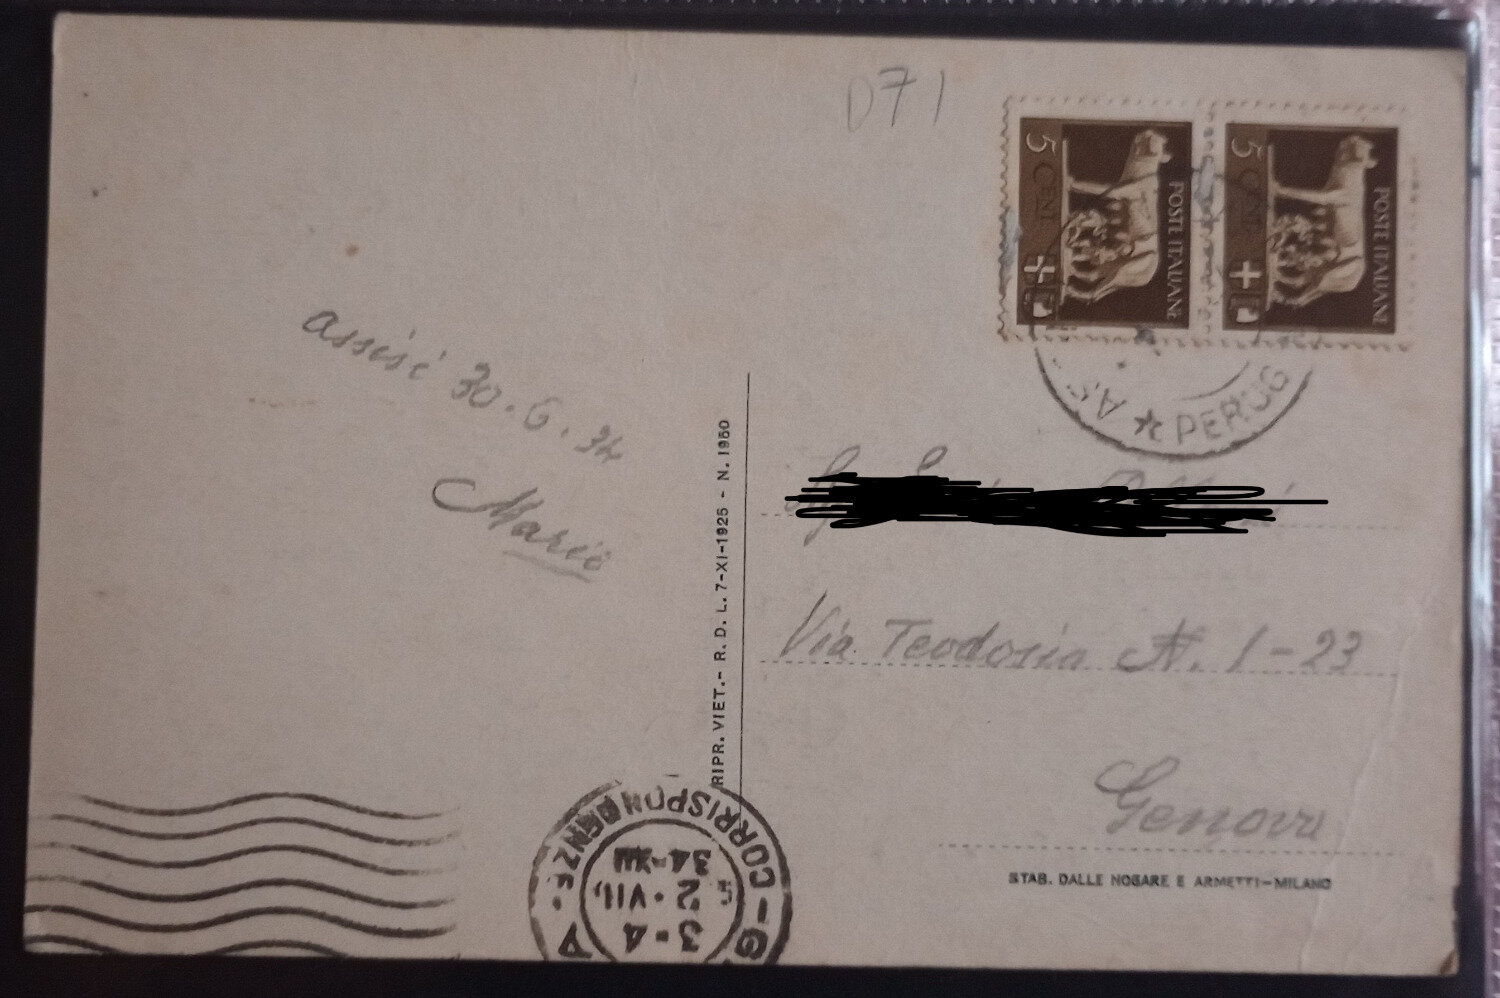 D71
5 CENT
POSTE ITALIANE
5 CENT
POSTE ITALIANE
★ PERUG
assisi 30.6.34
Mario
RIPR. VIET. - R. D. L. 7-XI-1925 - N. 1950
Via Teodosia N. 1-23
Genova
STAB. DALLE NOGARE E ARMETTI-MILANO
CORRISPONDENZE
3-4
2·VII
34-XII